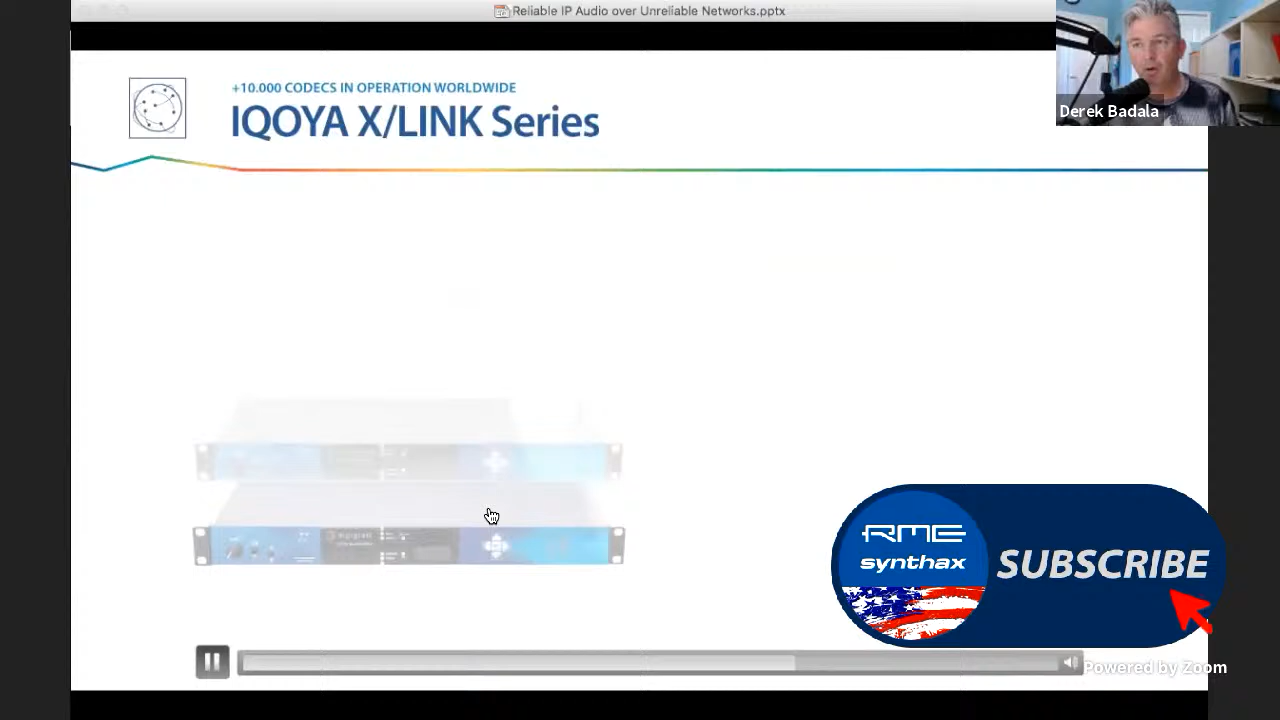 Reliable IP Audio over Unreliable Networks.pptx
+10.000 CODECS IN OPERATION WORLDWIDE
IQOYA X/LINK Series
Derek Badala
RME
synthax
SUBSCRIBE
Powered by Zoom